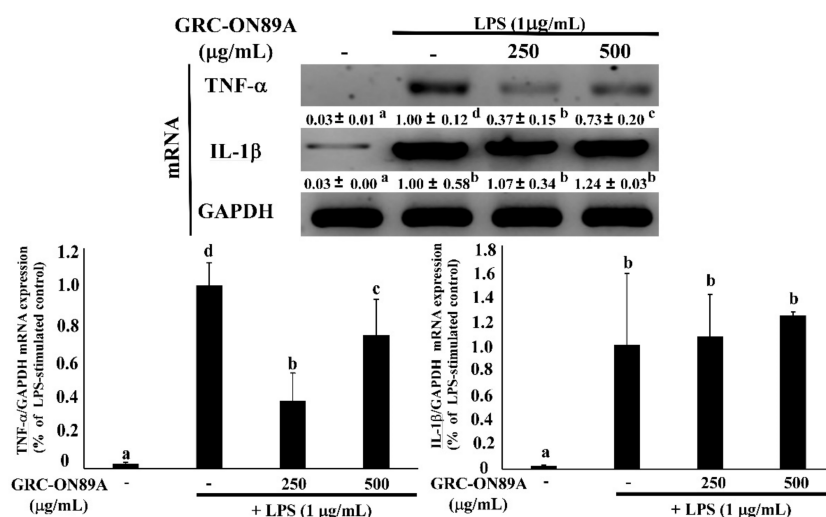 GRC-ON89A
(μg/mL)
LPS (1μg/mL)
- - 250 500
mRNA
TNF-α
0.03 ± 0.01 a 1.00 ± 0.12 d 0.37 ± 0.15 b 0.73 ± 0.20 c
IL-1β
0.03 ± 0.00 a 1.00 ± 0.58 b 1.07 ± 0.34 b 1.24 ± 0.03 b
GAPDH
TNF-α/GAPDH mRNA expression
(% of LPS-stimulated control)
1.2
1.0
0.8
0.6
0.4
0.2
0
a d b c
GRC-ON89A
(μg/mL)
- - 250 500
+ LPS (1 μg/mL)
IL-1β/GAPDH mRNA expression
(% of LPS-stimulated control)
1.8
1.6
1.4
1.2
1.0
0.8
0.6
0.4
0.2
0
a b b b
GRC-ON89A
(μg/mL)
- - 250 500
+ LPS (1 μg/mL)